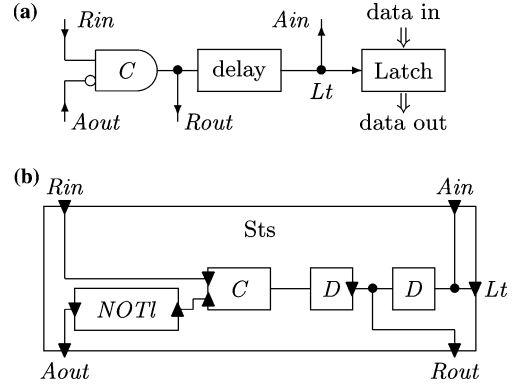 (a)
Rin
Ain
data in
C
delay
Latch
Lt
Aout
Rout
data out
(b)
Rin
Ain
Sts
C
D
D
Lt
NOTl
Aout
Rout